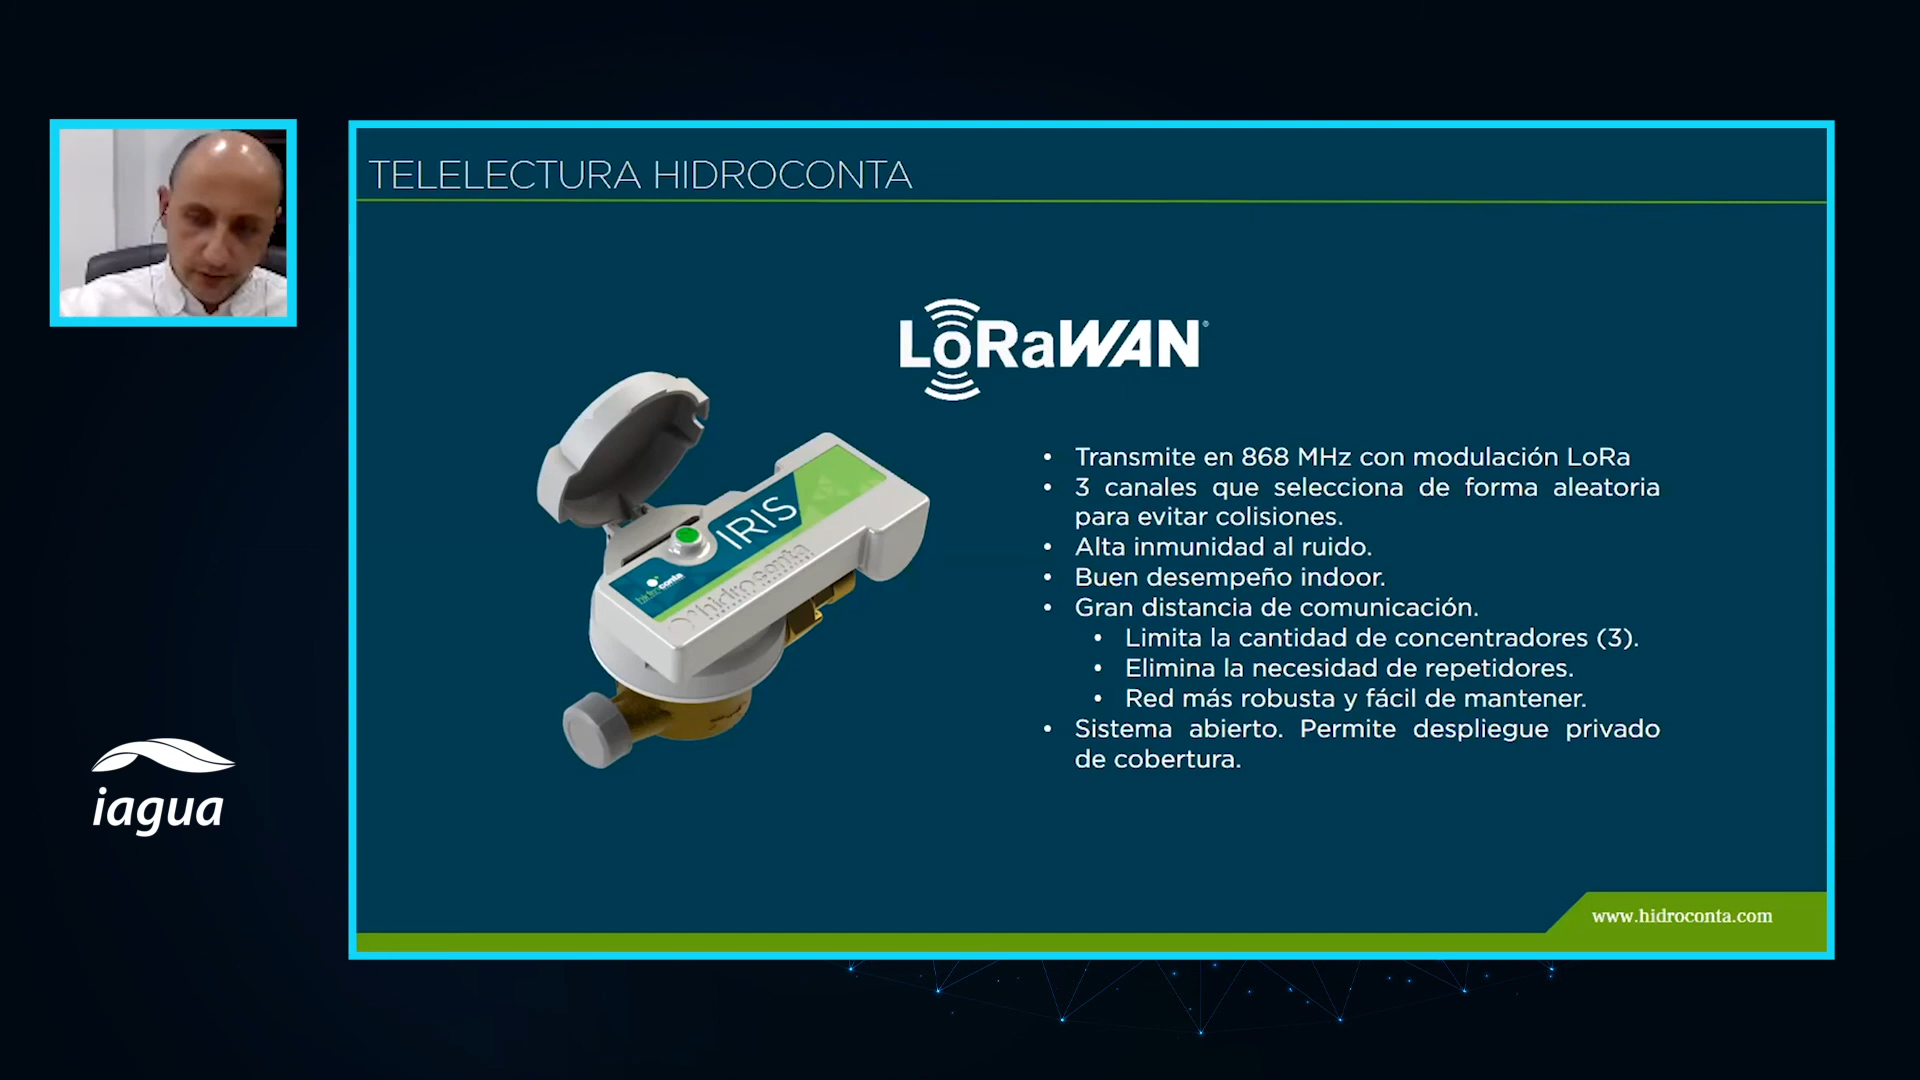 TELELECTURA HIDROCONTA
LoRaWAN®
IRIS
hidroconta
hidroconta
• Transmite en 868 MHz con modulación LoRa
• 3 canales que selecciona de forma aleatoria
para evitar colisiones.
• Alta inmunidad al ruido.
• Buen desempeño indoor.
• Gran distancia de comunicación.
• Limita la cantidad de concentradores (3).
• Elimina la necesidad de repetidores.
• Red más robusta y fácil de mantener.
• Sistema abierto. Permite despliegue privado
de cobertura.
iagua
www.hidroconta.com